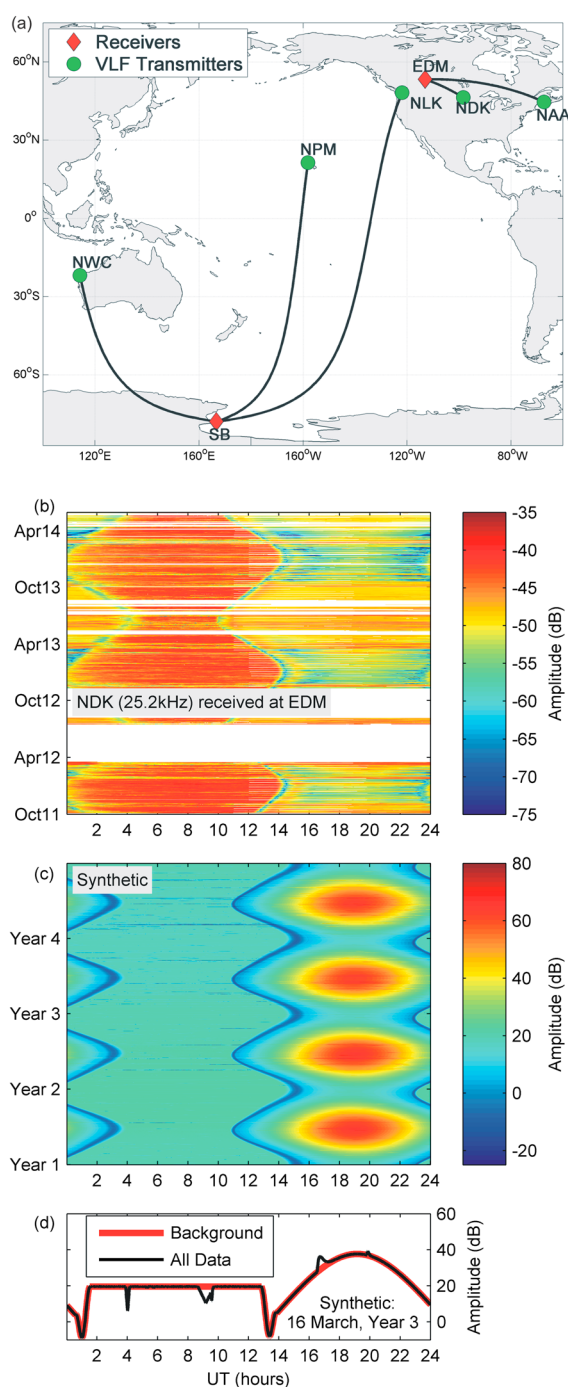 (a)
Receivers
VLF Transmitters
60°N
30°N
0°
30°S
60°S
EDM
NLK
NDK
NAA
NPM
NWC
SB
120°E
160°E
160°W
120°W
80°W
(b)
Apr14
Oct13
Apr13
Oct12
Apr12
Oct11
NDK (25.2kHz) received at EDM
2 4 6 8 10 12 14 16 18 20 22 24
-35
-40
-45
-50
-55
-60
-65
-70
-75
Amplitude (dB)
(c)
Synthetic
Year 4
Year 3
Year 2
Year 1
2 4 6 8 10 12 14 16 18 20 22 24
80
60
40
20
0
-20
Amplitude (dB)
(d)
Background
All Data
Synthetic:
16 March, Year 3
60
40
20
0
Amplitude (dB)
2 4 6 8 10 12 14 16 18 20 22 24
UT (hours)